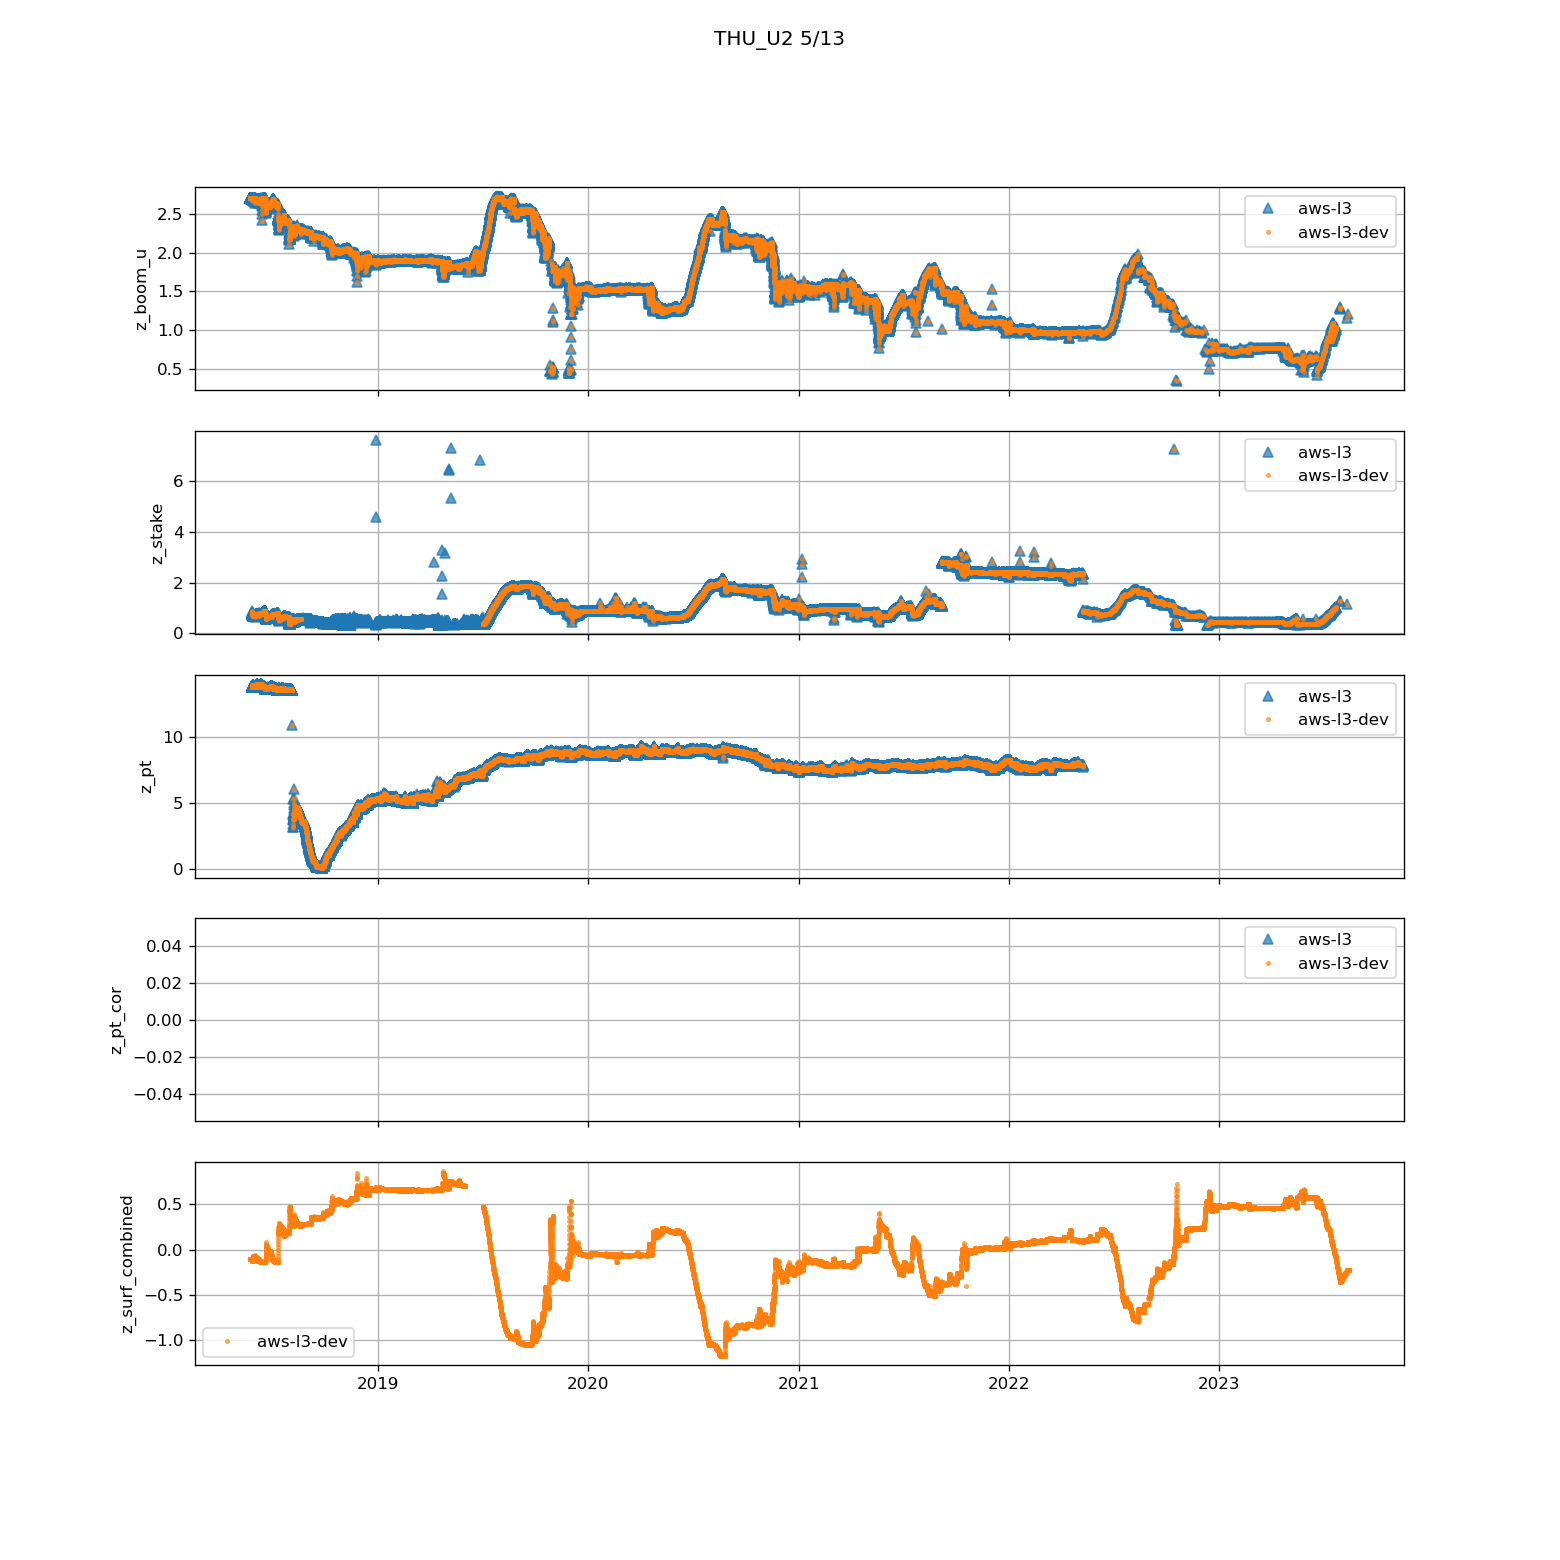 THU_U2 5/13
z_boom_u
2.5
2.0
1.5
1.0
0.5
aws-l3
aws-l3-dev
z_stake
6
4
2
0
aws-l3
aws-l3-dev
z_pt
10
5
0
aws-l3
aws-l3-dev
z_pt_cor
0.04
0.02
0.00
−0.02
−0.04
aws-l3
aws-l3-dev
z_surf_combined
0.5
0.0
−0.5
−1.0
aws-l3-dev
2019 2020 2021 2022 2023